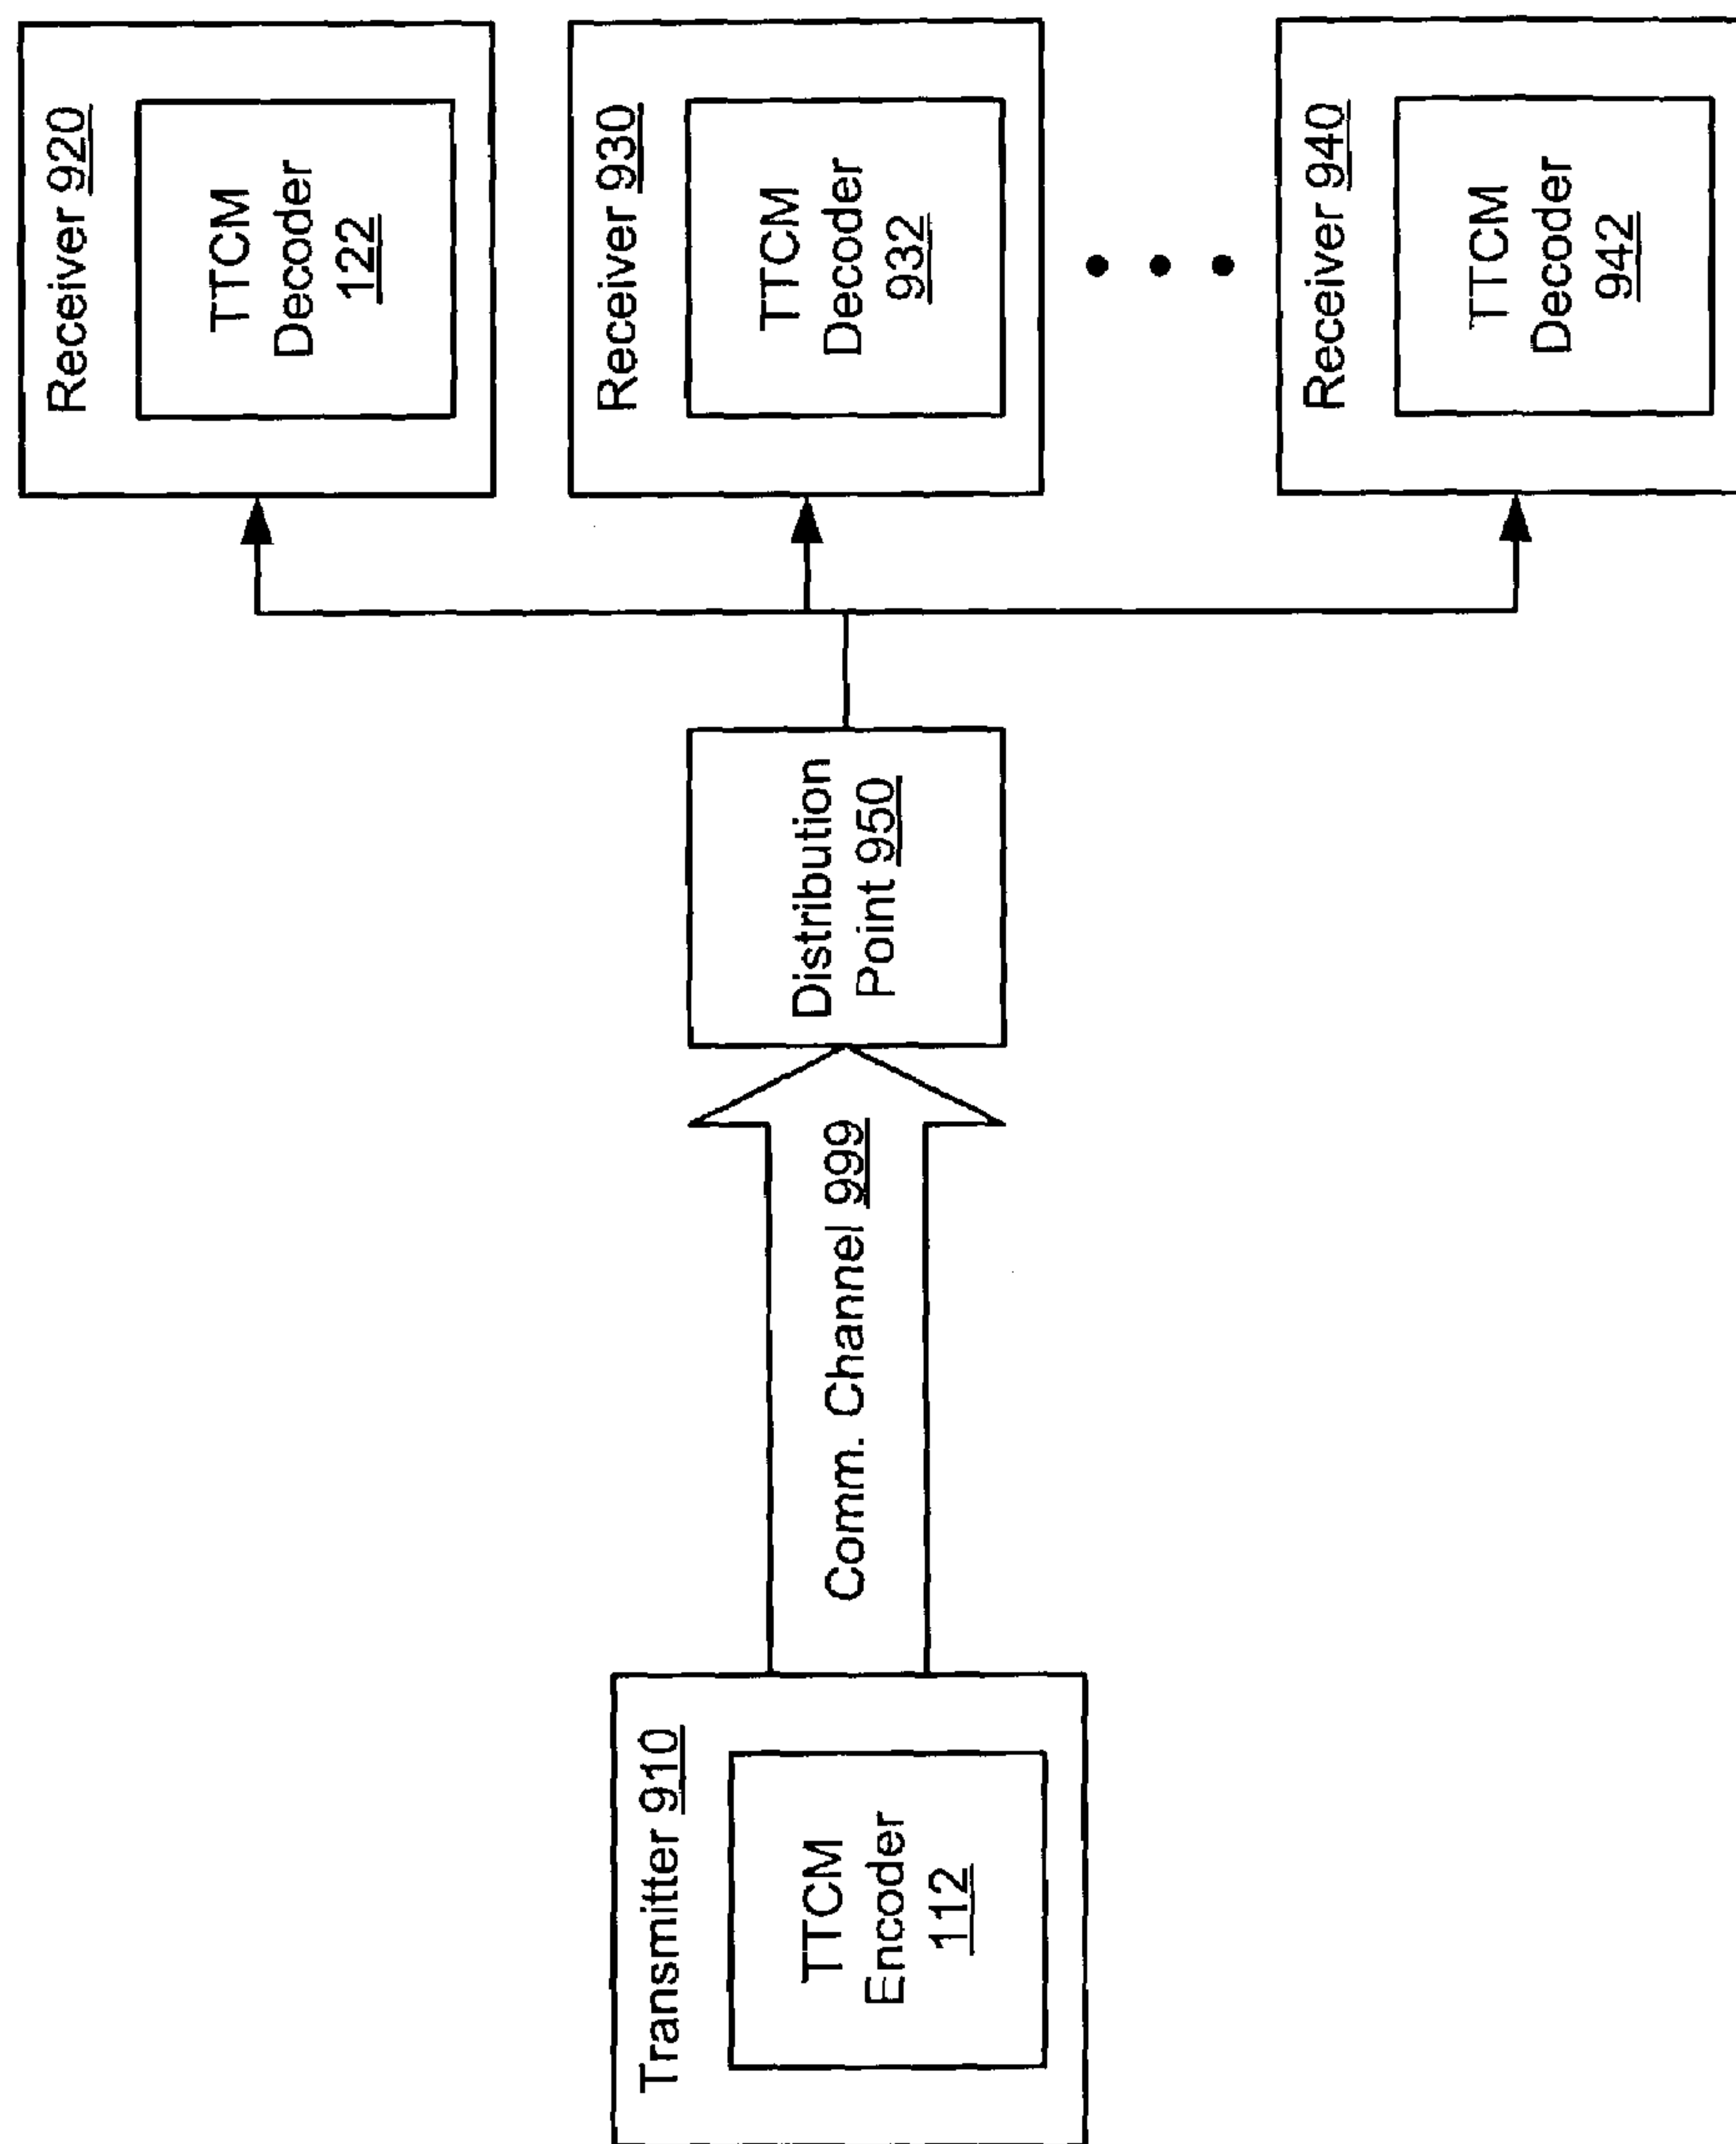 Transmitter 910
TTCM
Encoder
112
Comm. Channel 999
Distribution
Point 950
Receiver 920
TTCM
Decoder
122
Receiver 930
TTCM
Decoder
932
Receiver 940
TTCM
Decoder
942